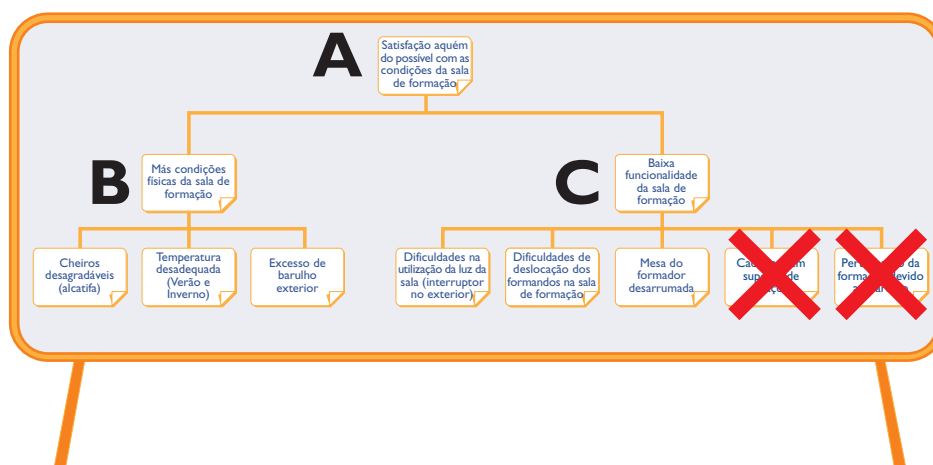 A
Satisfação aquém
do possível com as
condições da sala
de formação
B
Más condições
físicas da sala de
formação
C
Baixa
funcionalidade
da sala de
formação
Cheiros
desagradáveis
(alcatifa)
Temperatura
desadequada
(Verão e
Inverno)
Excesso de
barulho
exterior
Dificuldades na
utilização da luz da
sala (interruptor
no exterior)
Dificuldades de
deslocação dos
formandos na sala
de formação
Mesa do
formador
desarrumada
de
da